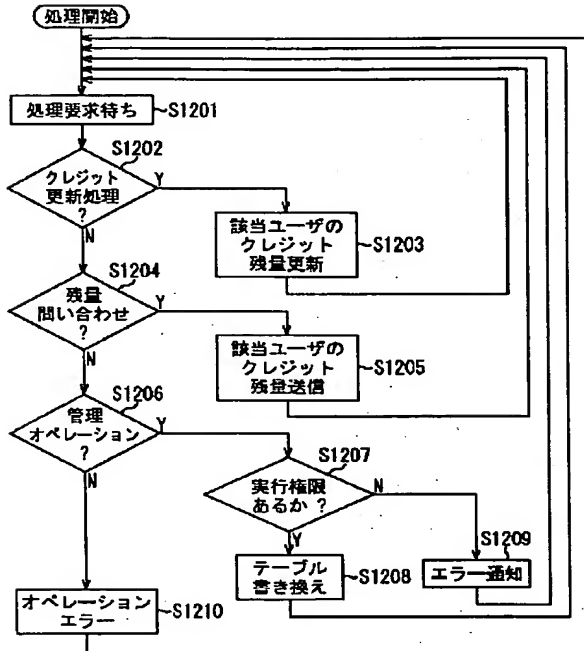 処理開始
処理要求待ち
S1201
S1202
クレジット
更新処理
?
Y
N
該当ユーザの
クレジット
残量更新
S1203
S1204
残量
問い合わせ
?
Y
N
該当ユーザの
クレジット
残量送信
S1205
S1206
管理
オペレーション
?
Y
N
S1207
実行権限
あるか ?
N
Y
テーブル
書き換え
S1208
S1209
エラー通知
オペレーション
エラー
S1210